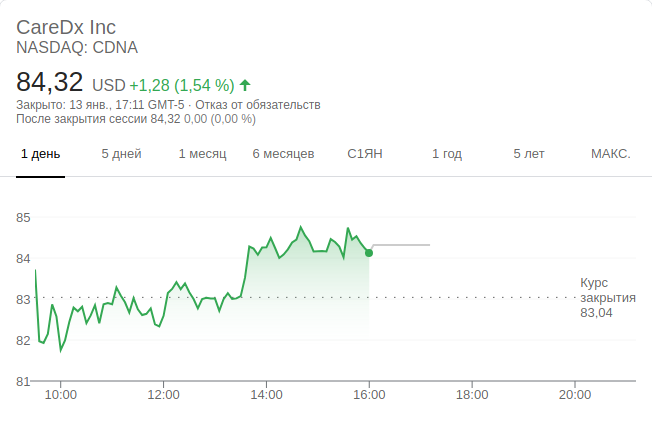 CareDx Inc
NASDAQ: CDNA
84,32 USD +1,28 (1,54 %)
Закрыто: 13 янв., 17:11 GMT-5 · Отказ от обязательств
После закрытия сессии 84,32 0,00 (0,00 %)
1 день 5 дней 1 месяц 6 месяцев С1ЯН 1 год 5 лет МАКС.
85
84
83
82
81
Курс
закрытия
83,04
10:00 12:00 14:00 16:00 18:00 20:00